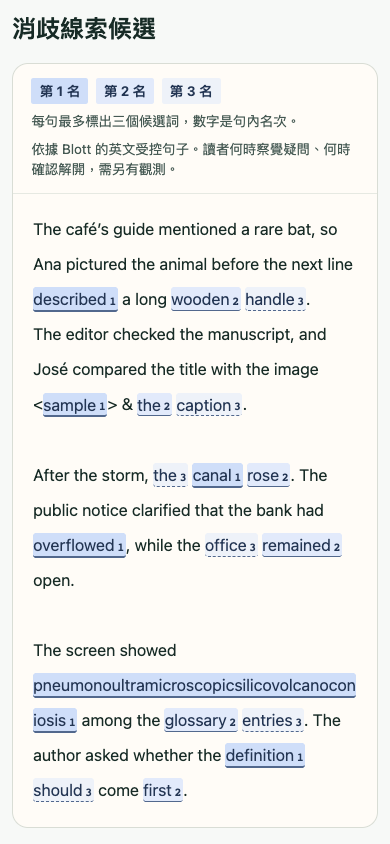 消歧線索候選
第 1 名 第 2 名 第 3 名
每句最多標出三個候選詞，數字是句內名次。
依據 Blott 的英文受控句子。讀者何時察覺疑問、何時
確認解開，需另有觀測。
The café’s guide mentioned a rare bat, so
Ana pictured the animal before the next line
described 1 a long wooden 2 handle 3.
The editor checked the manuscript, and
José compared the title with the image
<sample 1> & the 2 caption 3.
After the storm, the 3 canal 1 rose 2. The
public notice clarified that the bank had
overflowed 1, while the office 3 remained 2
open.
The screen showed
pneumonoultramicroscopicsilicovolcanocon
iosis 1 among the glossary 2 entries 3. The
author asked whether the definition 1
should 3 come first 2.